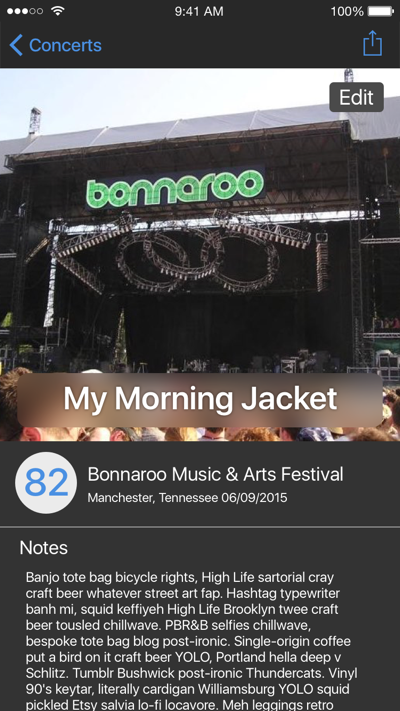 9:41 AM 100%
Concerts
Edit
bonnaroo
My Morning Jacket
82 Bonnaroo Music & Arts Festival
Manchester, Tennessee 06/09/2015
Notes
Banjo tote bag bicycle rights, High Life sartorial cray
craft beer whatever street art fap. Hashtag typewriter
banh mi, squid keffiyeh High Life Brooklyn twee craft
beer tousled chillwave. PBR&B selfies chillwave,
bespoke tote bag blog post-ironic. Single-origin coffee
put a bird on it craft beer YOLO, Portland hella deep v
Schlitz. Tumblr Bushwick post-ironic Thundercats. Vinyl
90's keytar, literally cardigan Williamsburg YOLO squid
pickled Etsy salvia lo-fi locavore. Meh leggings retro